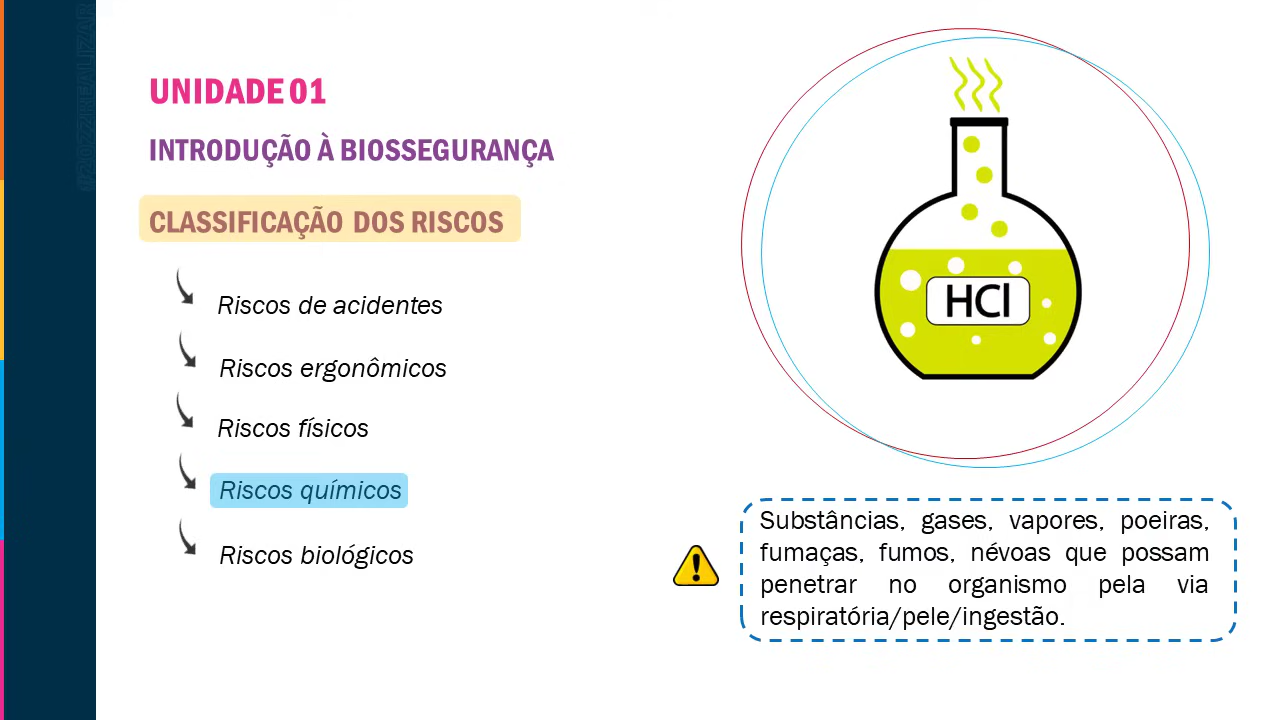 @2022REALIZAR
UNIDADE 01
INTRODUÇÃO À BIOSSEGURANÇA
CLASSIFICAÇÃO DOS RISCOS
Riscos de acidentes
Riscos ergonômicos
Riscos físicos
Riscos químicos
Riscos biológicos
HCl
Substâncias, gases, vapores, poeiras,
fumaças, fumos, névoas que possam
penetrar no organismo pela via
respiratória/pele/ingestão.